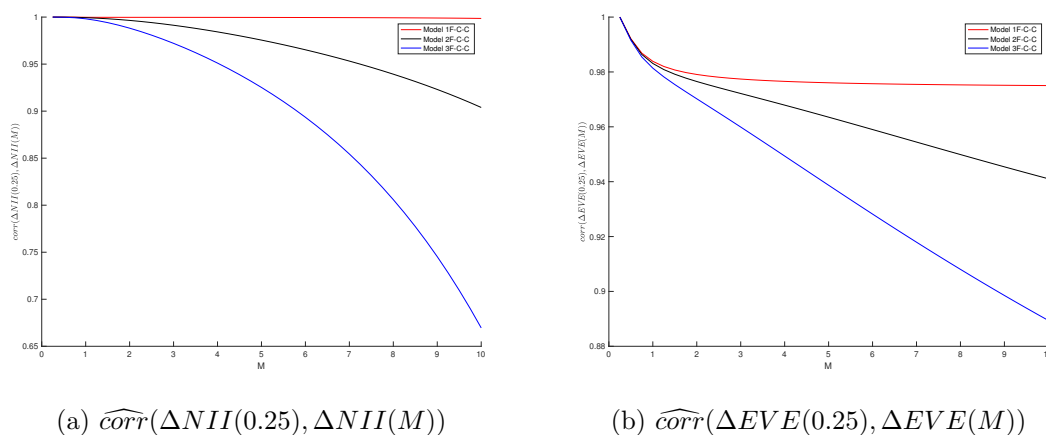 1
0.95
0.9
0.85
0.8
0.75
0.7
0.65
0 1 2 3 4 5 6 7 8 9 10
M
corr(ΔNII(0.25), ΔNII(M))
Model 1F-C-C
Model 2F-C-C
Model 3F-C-C
1
0.98
0.96
0.94
0.92
0.9
0.88
0 1 2 3 4 5 6 7 8 9
M
corr(ΔEVE(0.25), ΔEVE(M))
Model 1F-C-C
Model 2F-C-C
Model 3F-C-C
(a) \widehat{corr}(ΔNII(0.25), ΔNII(M))
(b) \widehat{corr}(ΔEVE(0.25), ΔEVE(M))